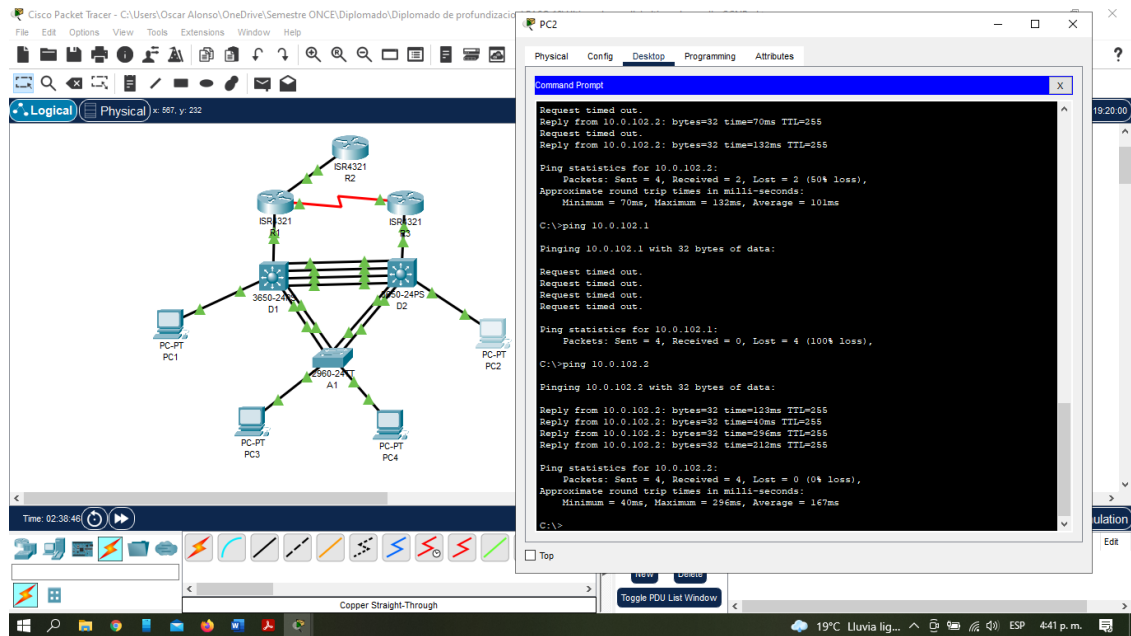 Cisco Packet Tracer - C:\Users\Oscar Alonso\OneDrive\Semestre ONCE\Diplomado\Diplomado de profundizacio
File Edit Options View Tools Extensions Window Help
Logical Physical x: 567, y: 232
19:20:00
ISR4321
R2
ISR4321
R1
ISR4321
R3
3650-24PS
D1
3650-24PS
D2
PC-PT
PC1
PC-PT
PC2
2960-24TT
A1
PC-PT
PC3
PC-PT
PC4
Time: 02:38:46
Copper Straight-Through
PC2
Physical Config Desktop Programming Attributes
Command Prompt X
Request timed out.
Reply from 10.0.102.2: bytes=32 time=70ms TTL=255
Request timed out.
Reply from 10.0.102.2: bytes=32 time=132ms TTL=255
Ping statistics for 10.0.102.2:
Packets: Sent = 4, Received = 2, Lost = 2 (50% loss),
Approximate round trip times in milli-seconds:
Minimum = 70ms, Maximum = 132ms, Average = 101ms
C:\>ping 10.0.102.1
Pinging 10.0.102.1 with 32 bytes of data:
Request timed out.
Request timed out.
Request timed out.
Request timed out.
Ping statistics for 10.0.102.1:
Packets: Sent = 4, Received = 0, Lost = 4 (100% loss),
C:\>ping 10.0.102.2
Pinging 10.0.102.2 with 32 bytes of data:
Reply from 10.0.102.2: bytes=32 time=123ms TTL=255
Reply from 10.0.102.2: bytes=32 time=40ms TTL=255
Reply from 10.0.102.2: bytes=32 time=296ms TTL=255
Reply from 10.0.102.2: bytes=32 time=212ms TTL=255
Ping statistics for 10.0.102.2:
Packets: Sent = 4, Received = 4, Lost = 0 (0% loss),
Approximate round trip times in milli-seconds:
Minimum = 40ms, Maximum = 296ms, Average = 167ms
C:\>
Top
ulation
Edit
New Delete
Toggle PDU List Window
19°C Lluvia lig... ESP 4:41 p. m.